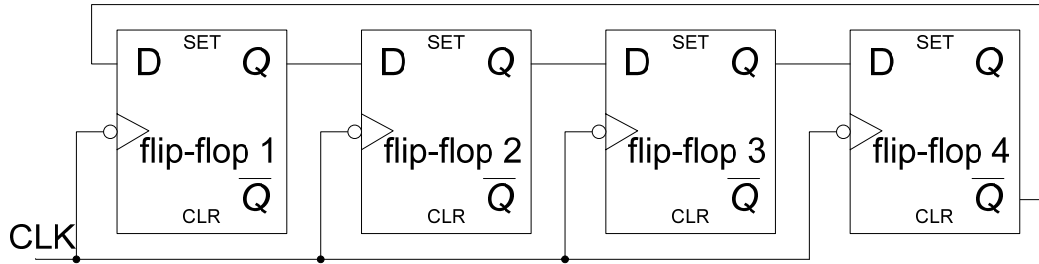 SET SET SET SET
D Q D Q D Q D Q
flip-flop 1 flip-flop 2 flip-flop 3 flip-flop 4
Q̅ Q̅ Q̅ Q̅
CLR CLR CLR CLR
CLK